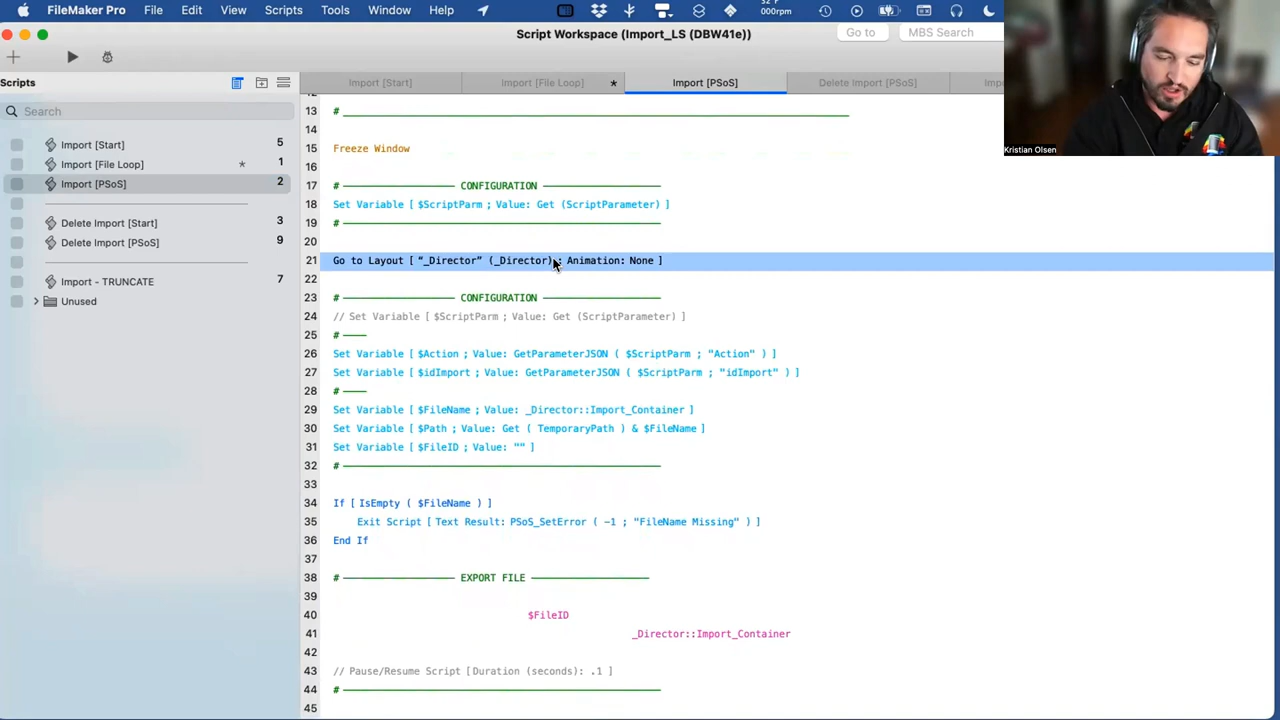 FileMaker Pro File Edit View Scripts Tools Window Help
000rpm
Script Workspace (Import_LS (DBW41e))
Go to
MBS Search
Scripts
Import [Start]
Import [File Loop] *
Import [PSoS]
Delete Import [PSoS]
Search
Import [Start] 5
Import [File Loop] * 1
Import [PSoS] 2
Delete Import [Start] 3
Delete Import [PSoS] 9
Import - TRUNCATE 7
Unused
Kristian Olsen
13 #
14
15 Freeze Window
16
17 # CONFIGURATION
18 Set Variable [ $ScriptParm ; Value: Get (ScriptParameter) ]
19 #
20
21 Go to Layout [ “_Director” (_Director) ; Animation: None ]
22
23 # CONFIGURATION
24 // Set Variable [ $ScriptParm ; Value: Get (ScriptParameter) ]
25 #
26 Set Variable [ $Action ; Value: GetParameterJSON ( $ScriptParm ; "Action" ) ]
27 Set Variable [ $idImport ; Value: GetParameterJSON ( $ScriptParm ; "idImport" ) ]
28 #
29 Set Variable [ $FileName ; Value: _Director::Import_Container ]
30 Set Variable [ $Path ; Value: Get ( TemporaryPath ) & $FileName ]
31 Set Variable [ $FileID ; Value: "" ]
32 #
33
34 If [ IsEmpty ( $FileName ) ]
35 Exit Script [ Text Result: PSoS_SetError ( -1 ; "FileName Missing" ) ]
36 End If
37
38 # EXPORT FILE
39
40 $FileID
41 _Director::Import_Container
42
43 // Pause/Resume Script [ Duration (seconds): .1 ]
44 #
45